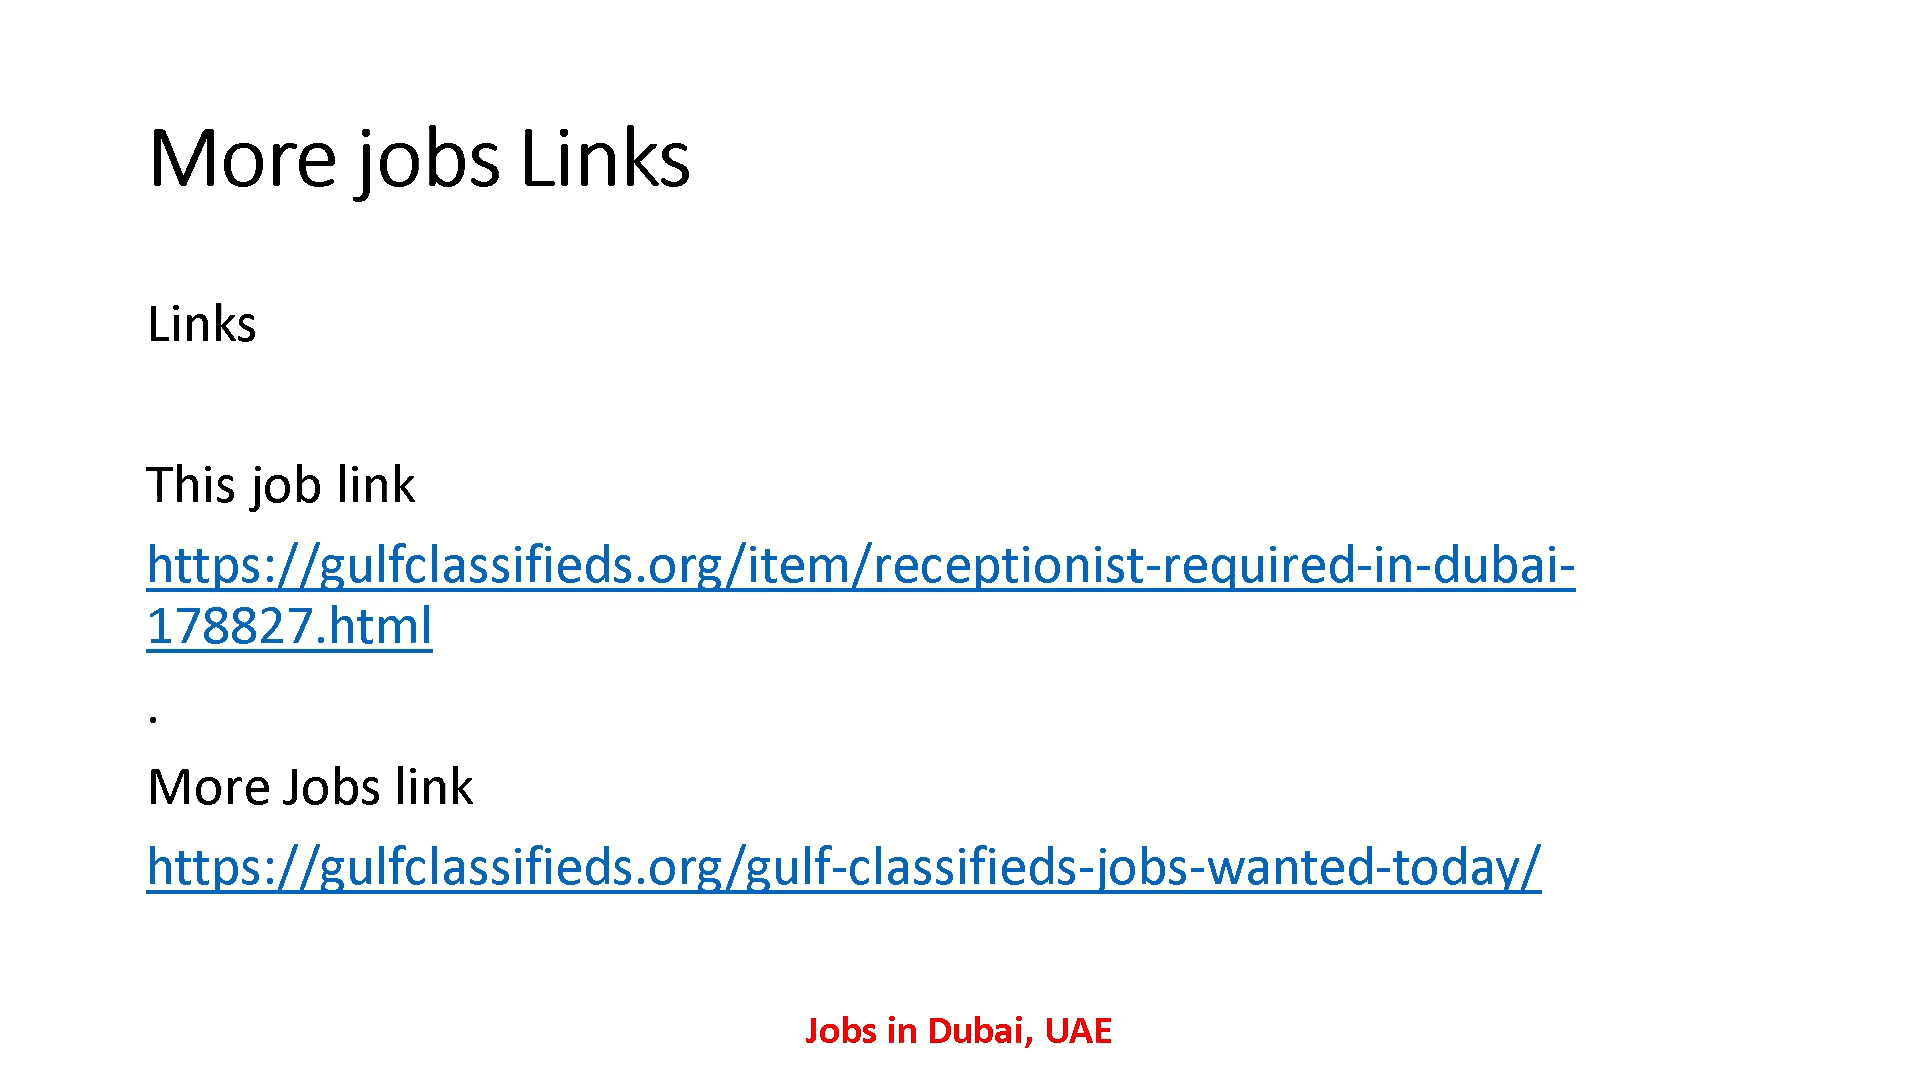 More jobs Links
Links
This job link
https://gulfclassifieds.org/item/receptionist-required-in-dubai-
178827.html
.
More Jobs link
https://gulfclassifieds.org/gulf-classifieds-jobs-wanted-today/
Jobs in Dubai, UAE